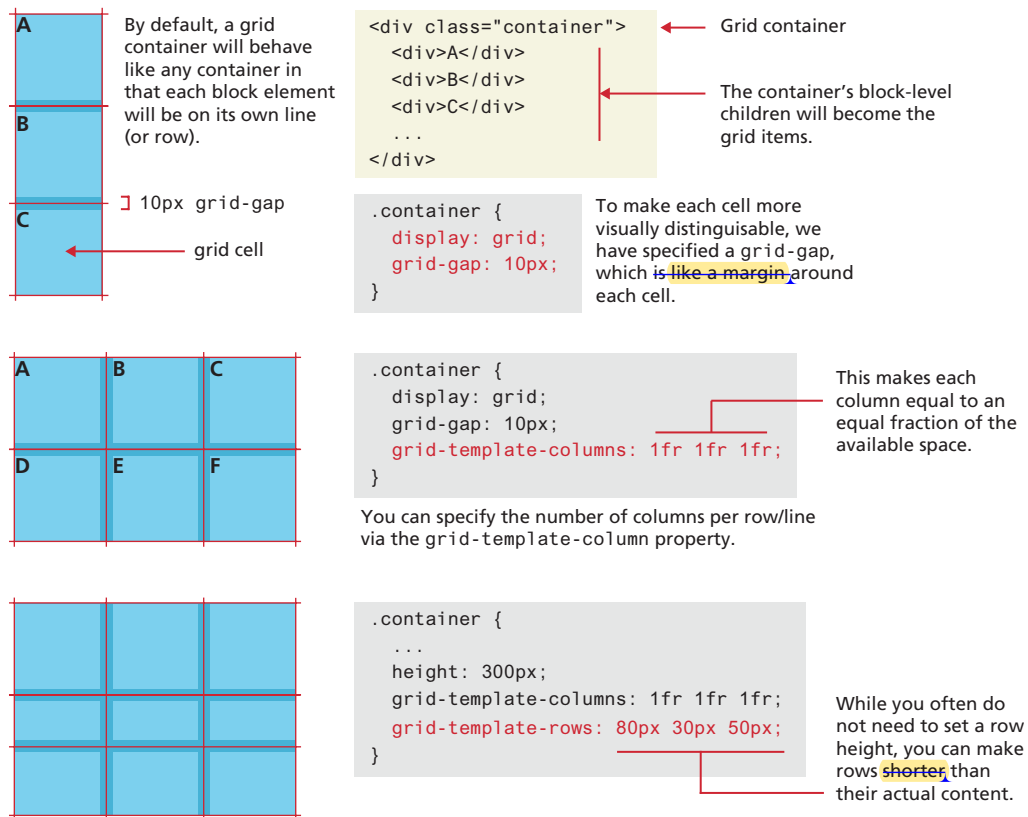 A
B
C
By default, a grid
container will behave
like any container in
that each block element
will be on its own line
(or row).
10px grid-gap
grid cell
<div class="container">
<div>A</div>
<div>B</div>
<div>C</div>
...
</div>
Grid container
The container’s block-level
children will become the
grid items.
.container {
display: grid;
grid-gap: 10px;
}
To make each cell more
visually distinguisable, we
have specified a grid-gap,
which is like a margin around
each cell.
A B C
D E F
.container {
display: grid;
grid-gap: 10px;
grid-template-columns: 1fr 1fr 1fr;
}
This makes each
column equal to an
equal fraction of the
available space.
You can specify the number of columns per row/line
via the grid-template-column property.
.container {
...
height: 300px;
grid-template-columns: 1fr 1fr 1fr;
grid-template-rows: 80px 30px 50px;
}
While you often do
not need to set a row
height, you can make
rows shorter than
their actual content.